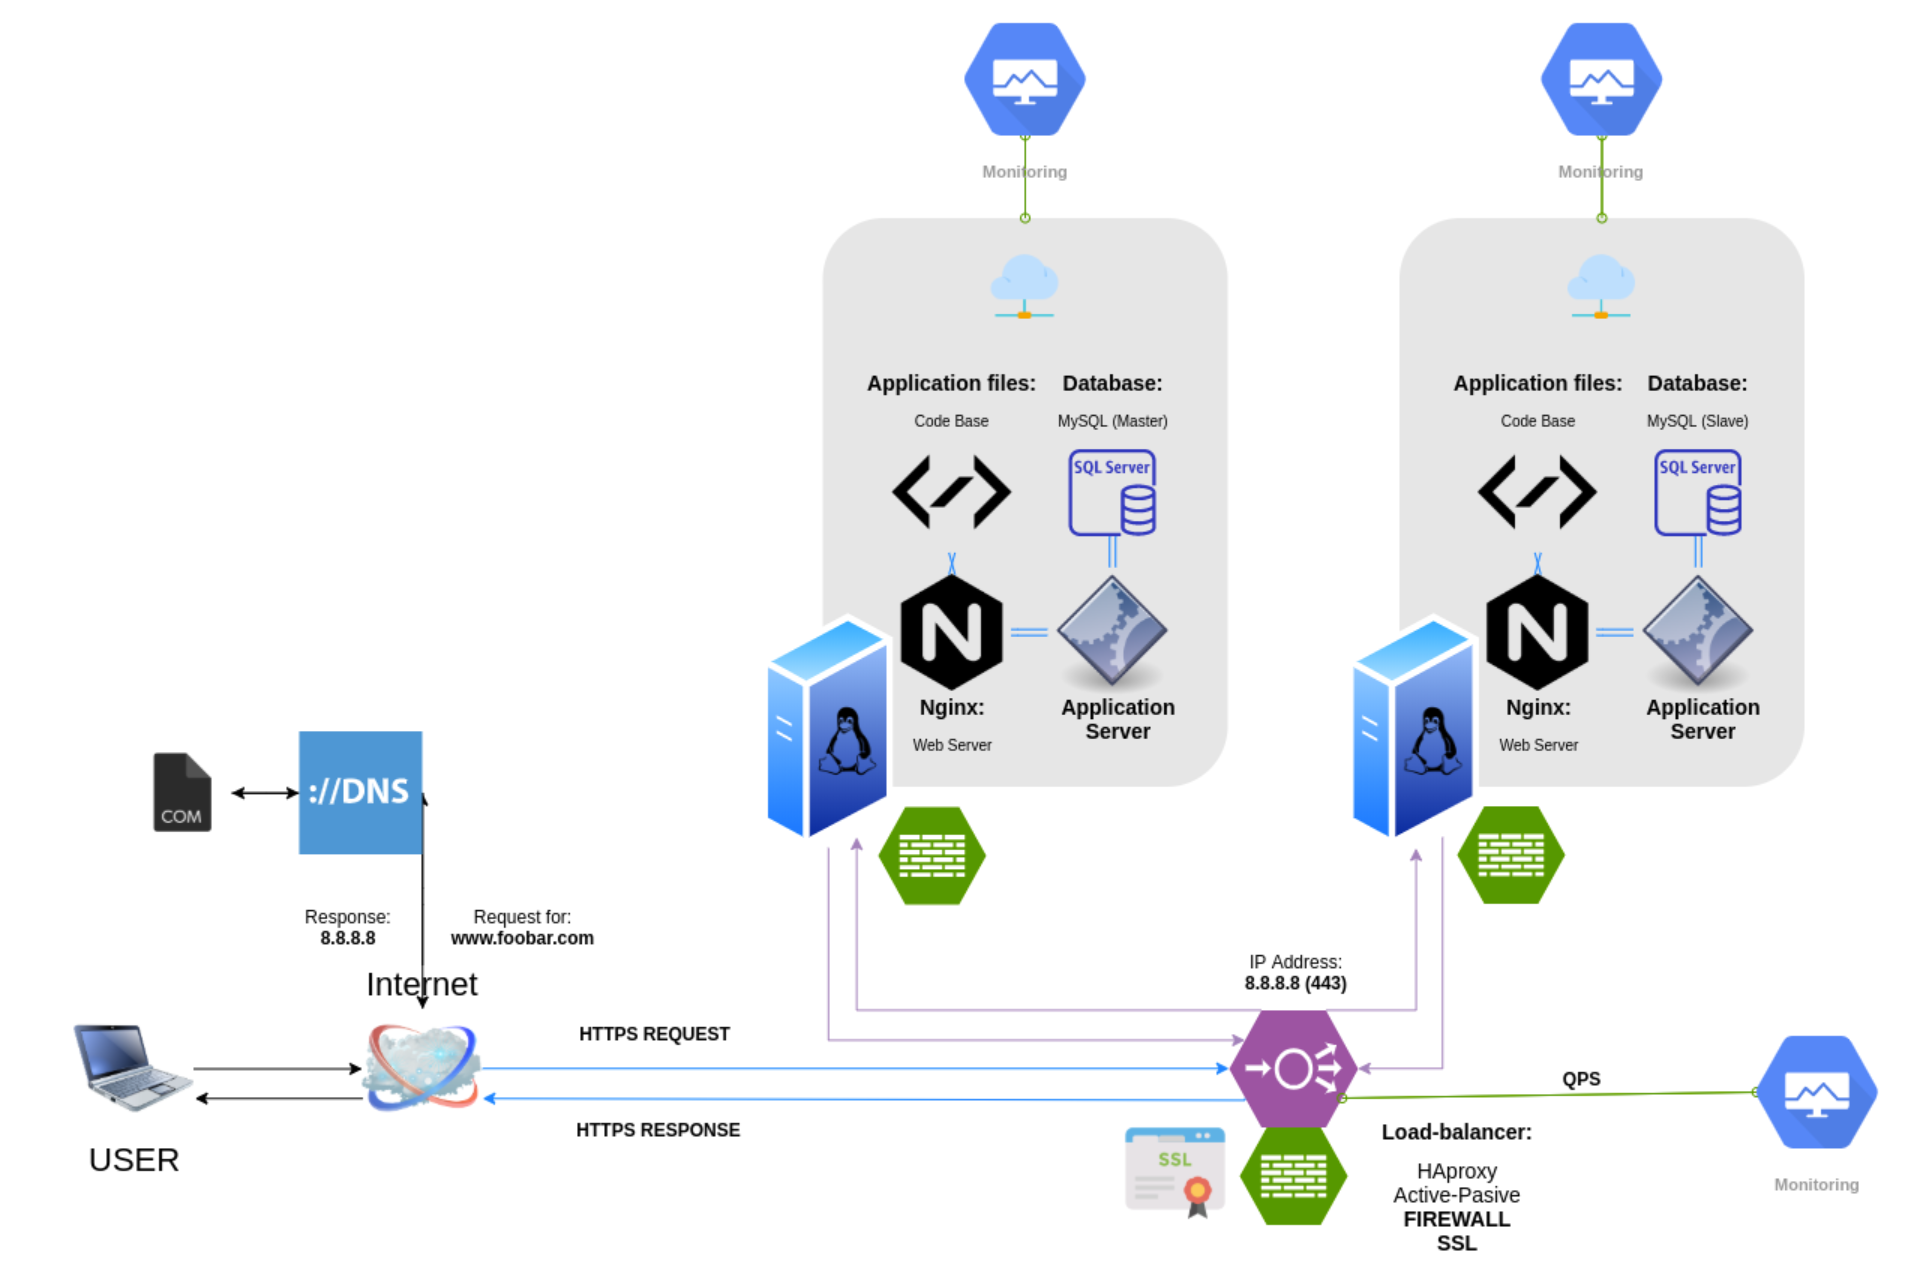 Monitoring
Monitoring
Application files:
Database:
Code Base
MySQL (Master)
SQL Server
Nginx:
Web Server
Application
Server
Application files:
Database:
Code Base
MySQL (Slave)
SQL Server
Nginx:
Web Server
Application
Server
COM
://DNS
Response:
8.8.8.8
Request for:
www.foobar.com
Internet
USER
HTTPS REQUEST
HTTPS RESPONSE
IP Address:
8.8.8.8 (443)
QPS
SSL
Load-balancer:
HAproxy
Active-Pasive
FIREWALL
SSL
Monitoring